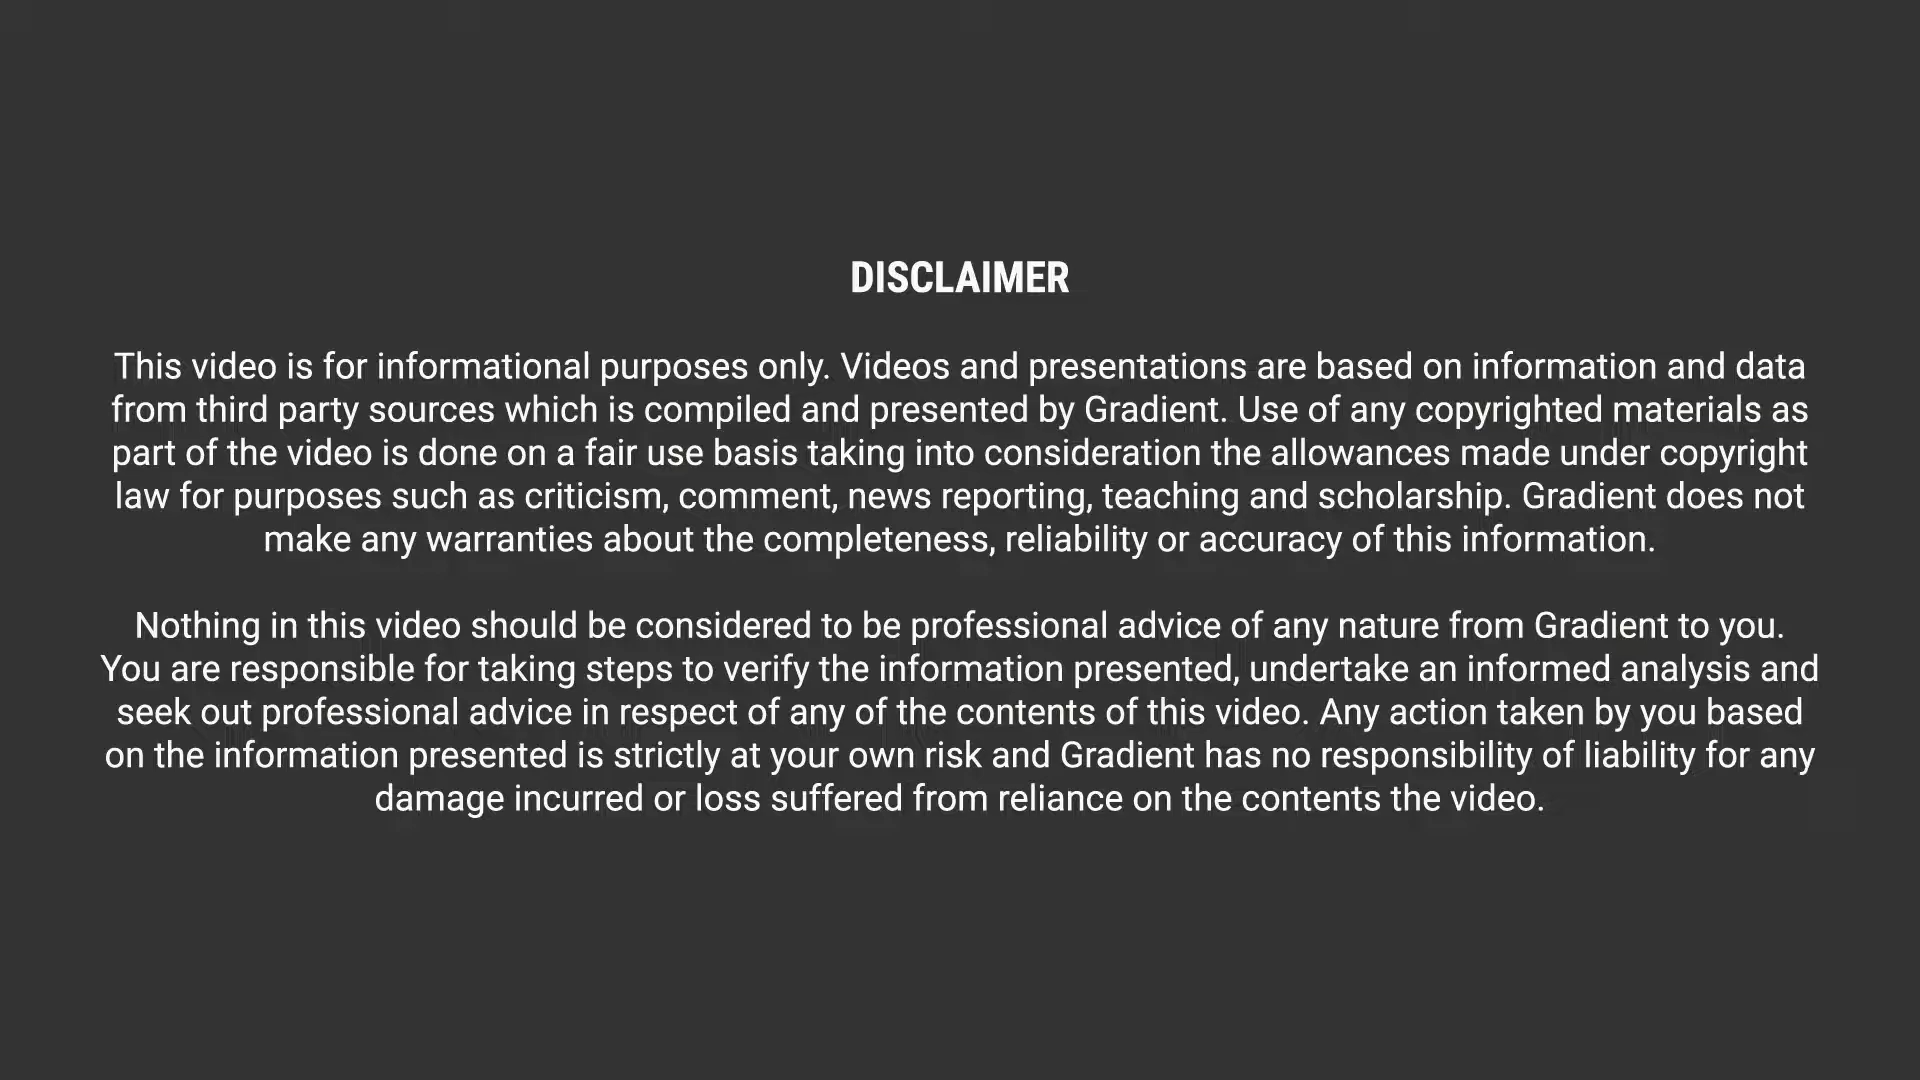 DISCLAIMER
This video is for informational purposes only. Videos and presentations are based on information and data
from third party sources which is compiled and presented by Gradient. Use of any copyrighted materials as
part of the video is done on a fair use basis taking into consideration the allowances made under copyright
law for purposes such as criticism, comment, news reporting, teaching and scholarship. Gradient does not
make any warranties about the completeness, reliability or accuracy of this information.
Nothing in this video should be considered to be professional advice of any nature from Gradient to you.
You are responsible for taking steps to verify the information presented, undertake an informed analysis and
seek out professional advice in respect of any of the contents of this video. Any action taken by you based
on the information presented is strictly at your own risk and Gradient has no responsibility of liability for any
damage incurred or loss suffered from reliance on the contents the video.